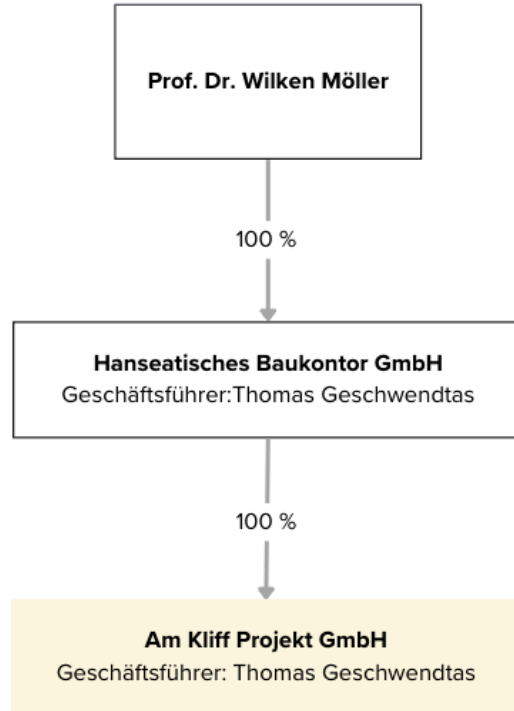 Prof. Dr. Wilken Möller
100 %
Hanseatisches Baukontor GmbH
Geschäftsführer:Thomas Geschwendtas
100 %
Am Kliff Projekt GmbH
Geschäftsführer: Thomas Geschwendtas